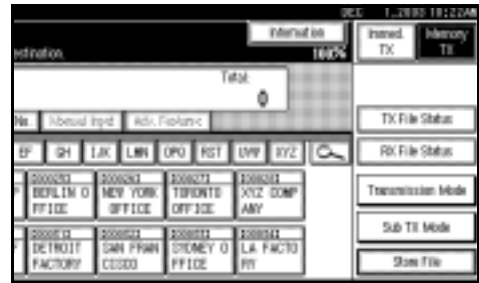 DEC 1,2003 10:22AM
Information
Immed. TX
Memory TX
estination.
100%
Total:
0
No.
Manual Input
Adv. Features
TX File Status
EF GH IJK LMN OPQ RST UVW XYZ
RX File Status
BERLIN O FFICE
NEW YORK OFFICE
TORONTO OFFICE
XYZ COMP ANY
Transmission Mode
Sub TX Mode
DETROIT FACTORY
SAN FRAN CISCO
SYDNEY O FFICE
LA FACTO RY
Store File